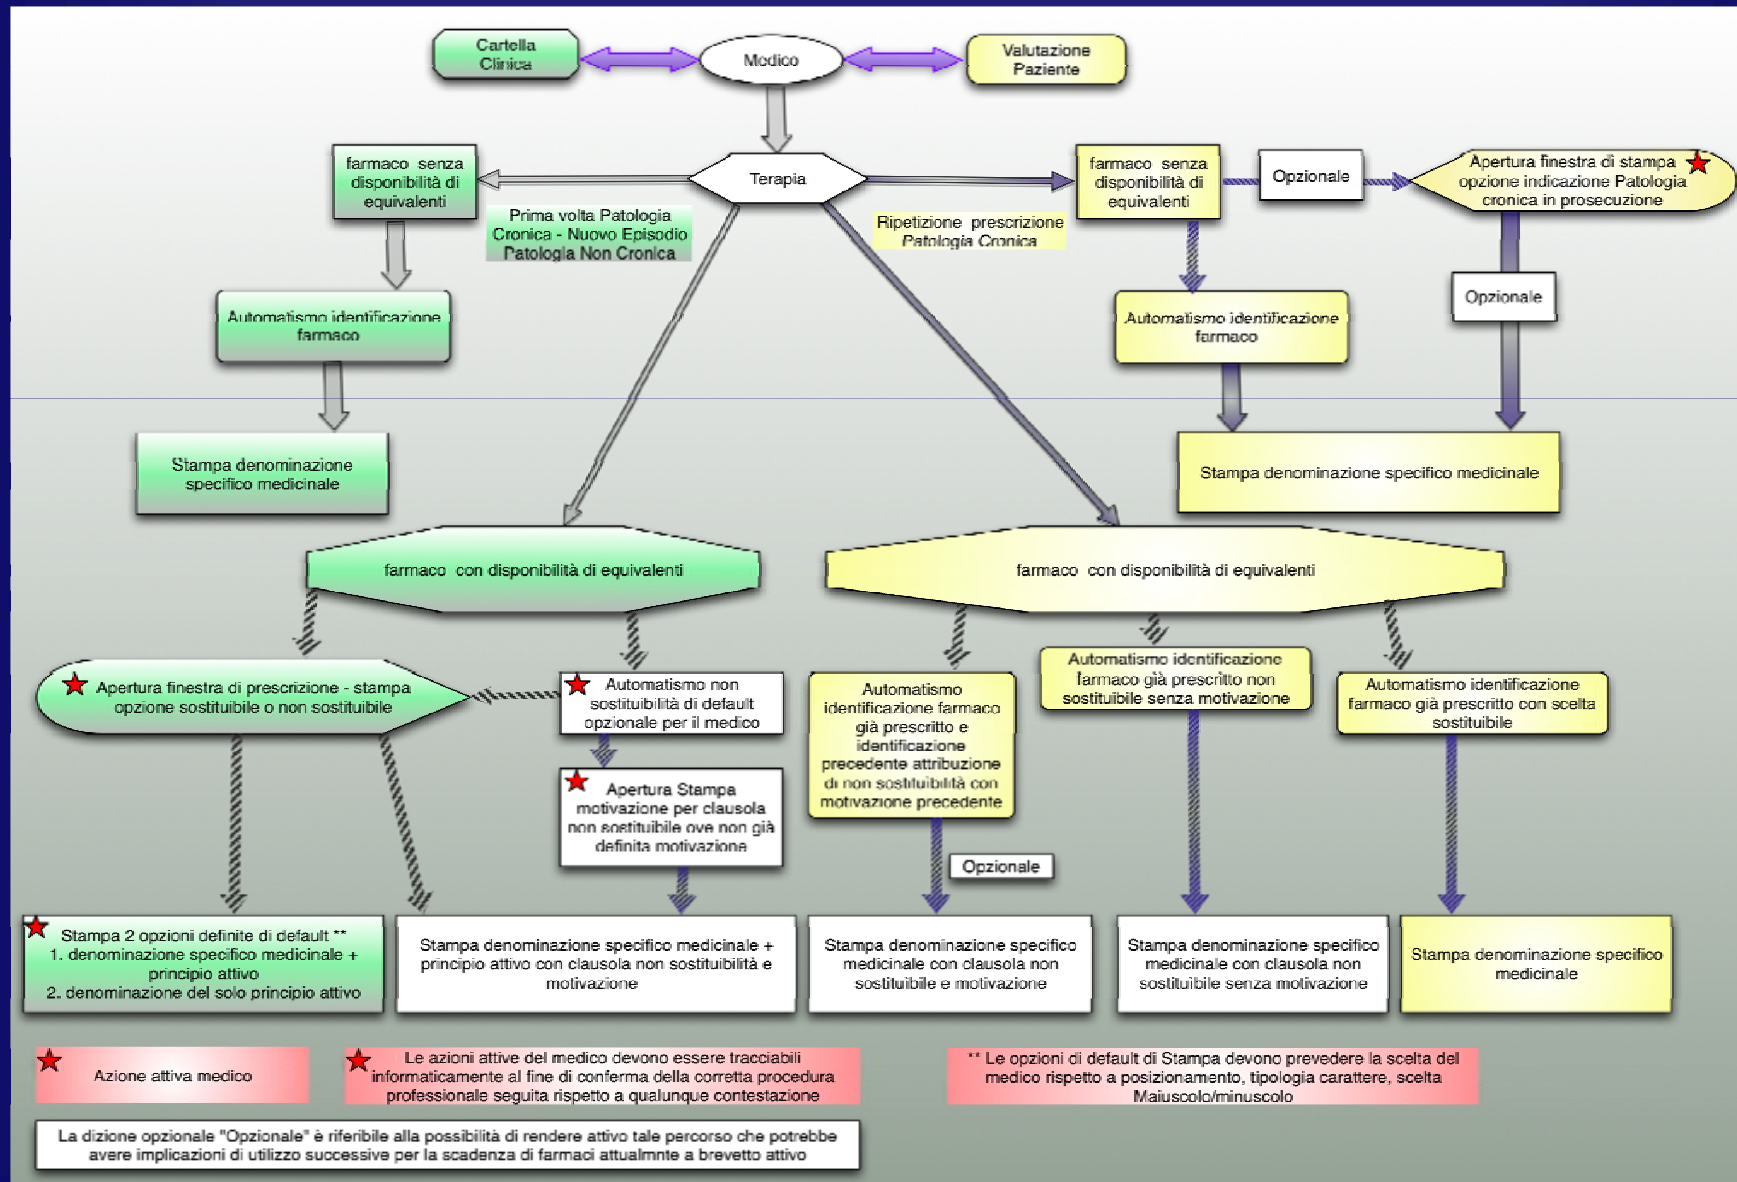 Cartella
Clinica
Medico
Valutazione
Paziente
farmaco senza
disponibilità di
equivalenti
Terapia
farmaco senza
disponibilità di
equivalenti
Opzionale
Apertura finestra di stampa
opzione indicazione Patologia
cronica in prosecuzione
Prima volta Patologia
Cronica - Nuovo Episodio
Patologia Non Cronica
Ripetizione prescrizione
Patologia Cronica
Automatismo identificazione
farmaco
Automatismo identificazione
farmaco
Opzionale
Stampa denominazione
specifico medicinale
Stampa denominazione specifico medicinale
farmaco con disponibilità di equivalenti
farmaco con disponibilità di equivalenti
Apertura finestra di prescrizione - stampa
opzione sostituibile o non sostituibile
Automatismo non
sostituibilità di default
opzionale per il medico
Automatismo
identificazione farmaco
già prescritto e
identificazione
precedente attribuzione
di non sostituibilità con
motivazione precedente
Automatismo identificazione
farmaco già prescritto non
sostituibile senza motivazione
Automatismo identificazione
farmaco già prescritto con scelta
sostituibile
Apertura Stampa
motivazione per clausola
non sostituibile ove non già
definita motivazione
Opzionale
Stampa 2 opzioni definite di default **
1. denominazione specifico medicinale +
principio attivo
2. denominazione del solo principio attivo
Stampa denominazione specifico medicinale +
principio attivo con clausola non sostituibilità e
motivazione
Stampa denominazione specifico
medicinale con clausola non
sostituibile e motivazione
Stampa denominazione specifico
medicinale con clausola non
sostituibile senza motivazione
Stampa denominazione specifico
medicinale
Azione attiva medico
Le azioni attive del medico devono essere tracciabili
informaticamente al fine di conferma della corretta procedura
professionale seguita rispetto a qualunque contestazione
** Le opzioni di default di Stampa devono prevedere la scelta del
medico rispetto a posizionamento, tipologia carattere, scelta
Maiuscolo/minuscolo
La dizione opzionale "Opzionale" è riferibile alla possibilità di rendere attivo tale percorso che potrebbe
avere implicazioni di utilizzo successive per la scadenza di farmaci attualmnte a brevetto attivo